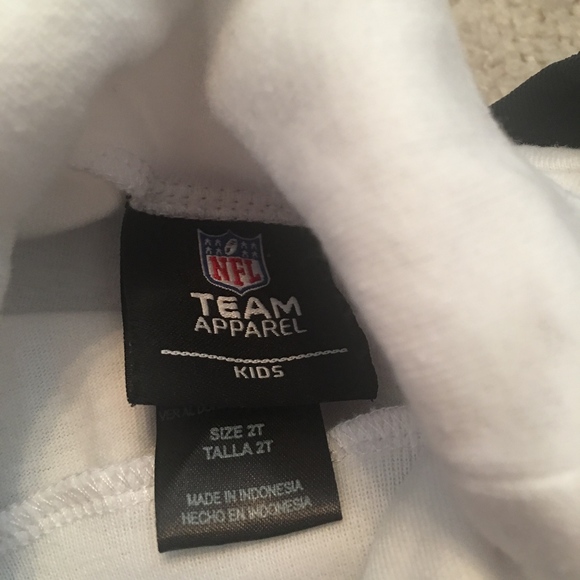 NFL
TEAM
APPAREL
KIDS
SIZE 2T
TALLA 2T
MADE IN INDONESIA
HECHO EN INDONESIA